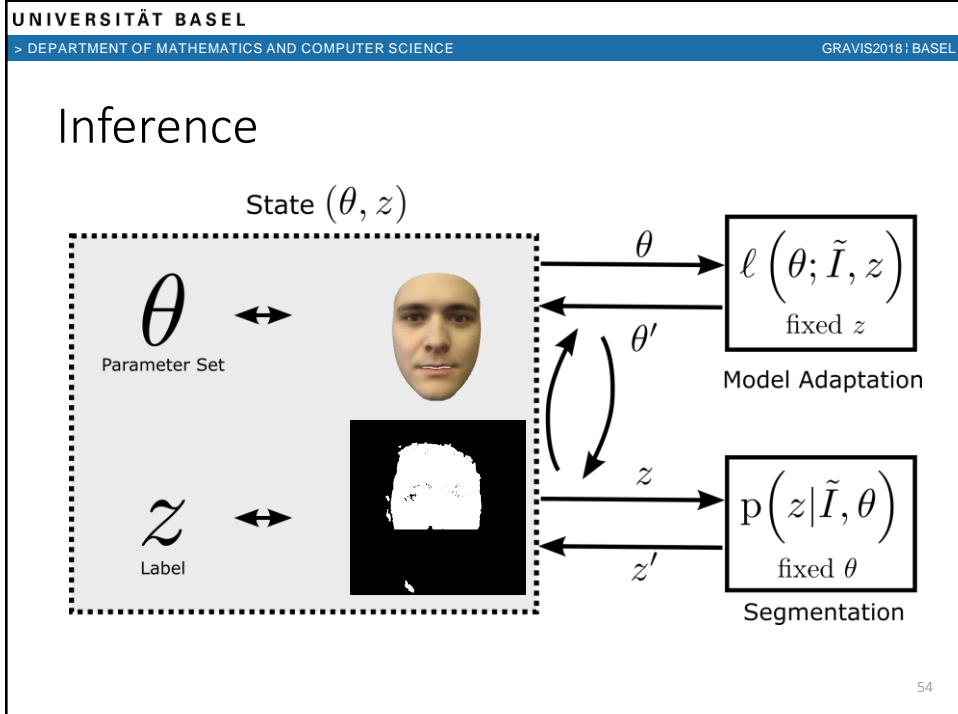 UNIVERSITÄT BASEL
> DEPARTMENT OF MATHEMATICS AND COMPUTER SCIENCE GRAVIS2018 ¦ BASEL
Inference
State (θ, z)
θ
Parameter Set
z
Label
θ
θ′
ℓ(θ; Ĩ, z)
fixed z
Model Adaptation
z
z′
p(z|Ĩ, θ)
fixed θ
Segmentation
54